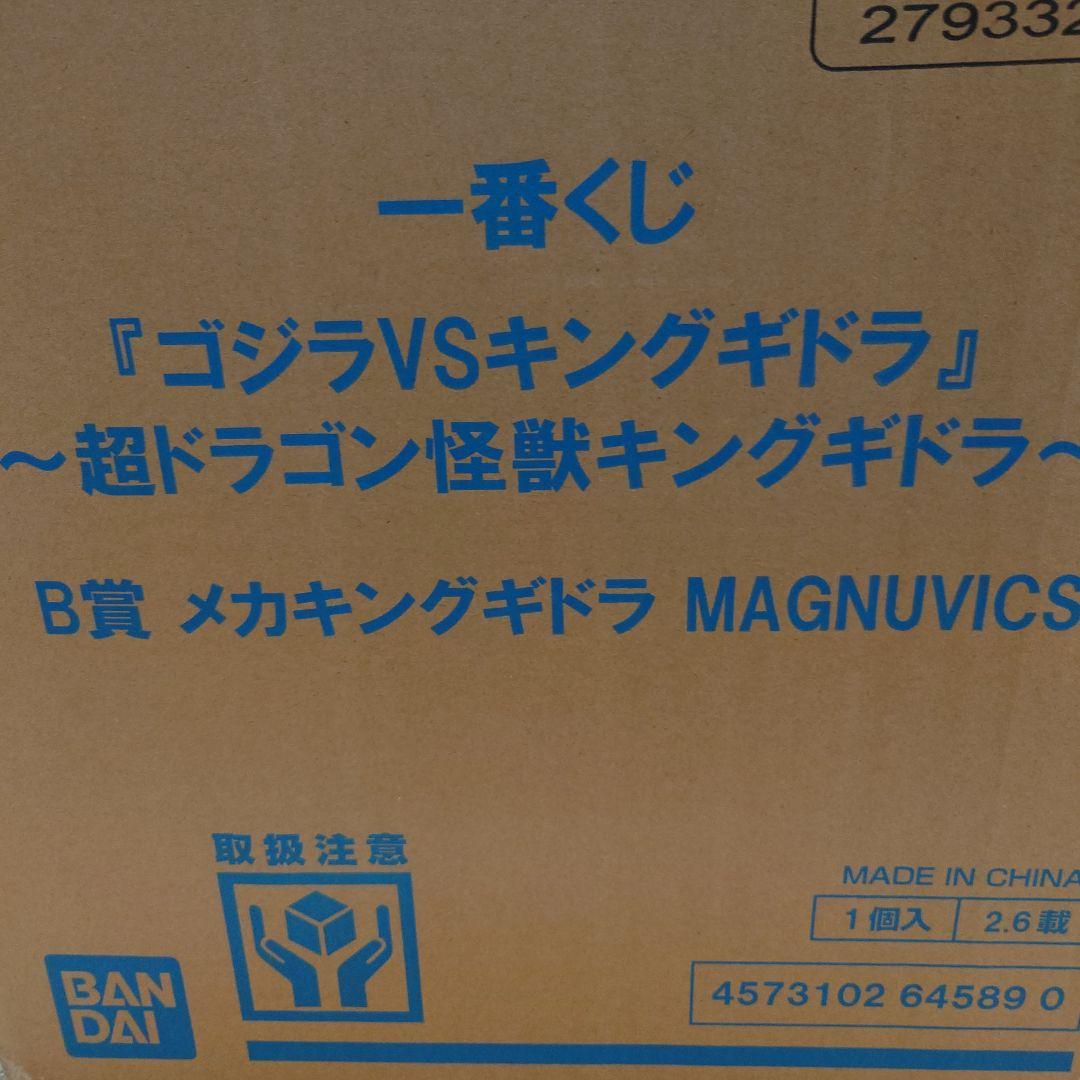 279332
一番くじ
『ゴジラVSキングギドラ』
～超ドラゴン怪獣キングギドラ～
B賞 メカキングギドラ MAGNUVICS
取扱注意
MADE IN CHINA
1個入 2.6載
4573102 64589 0
BAN
DAI